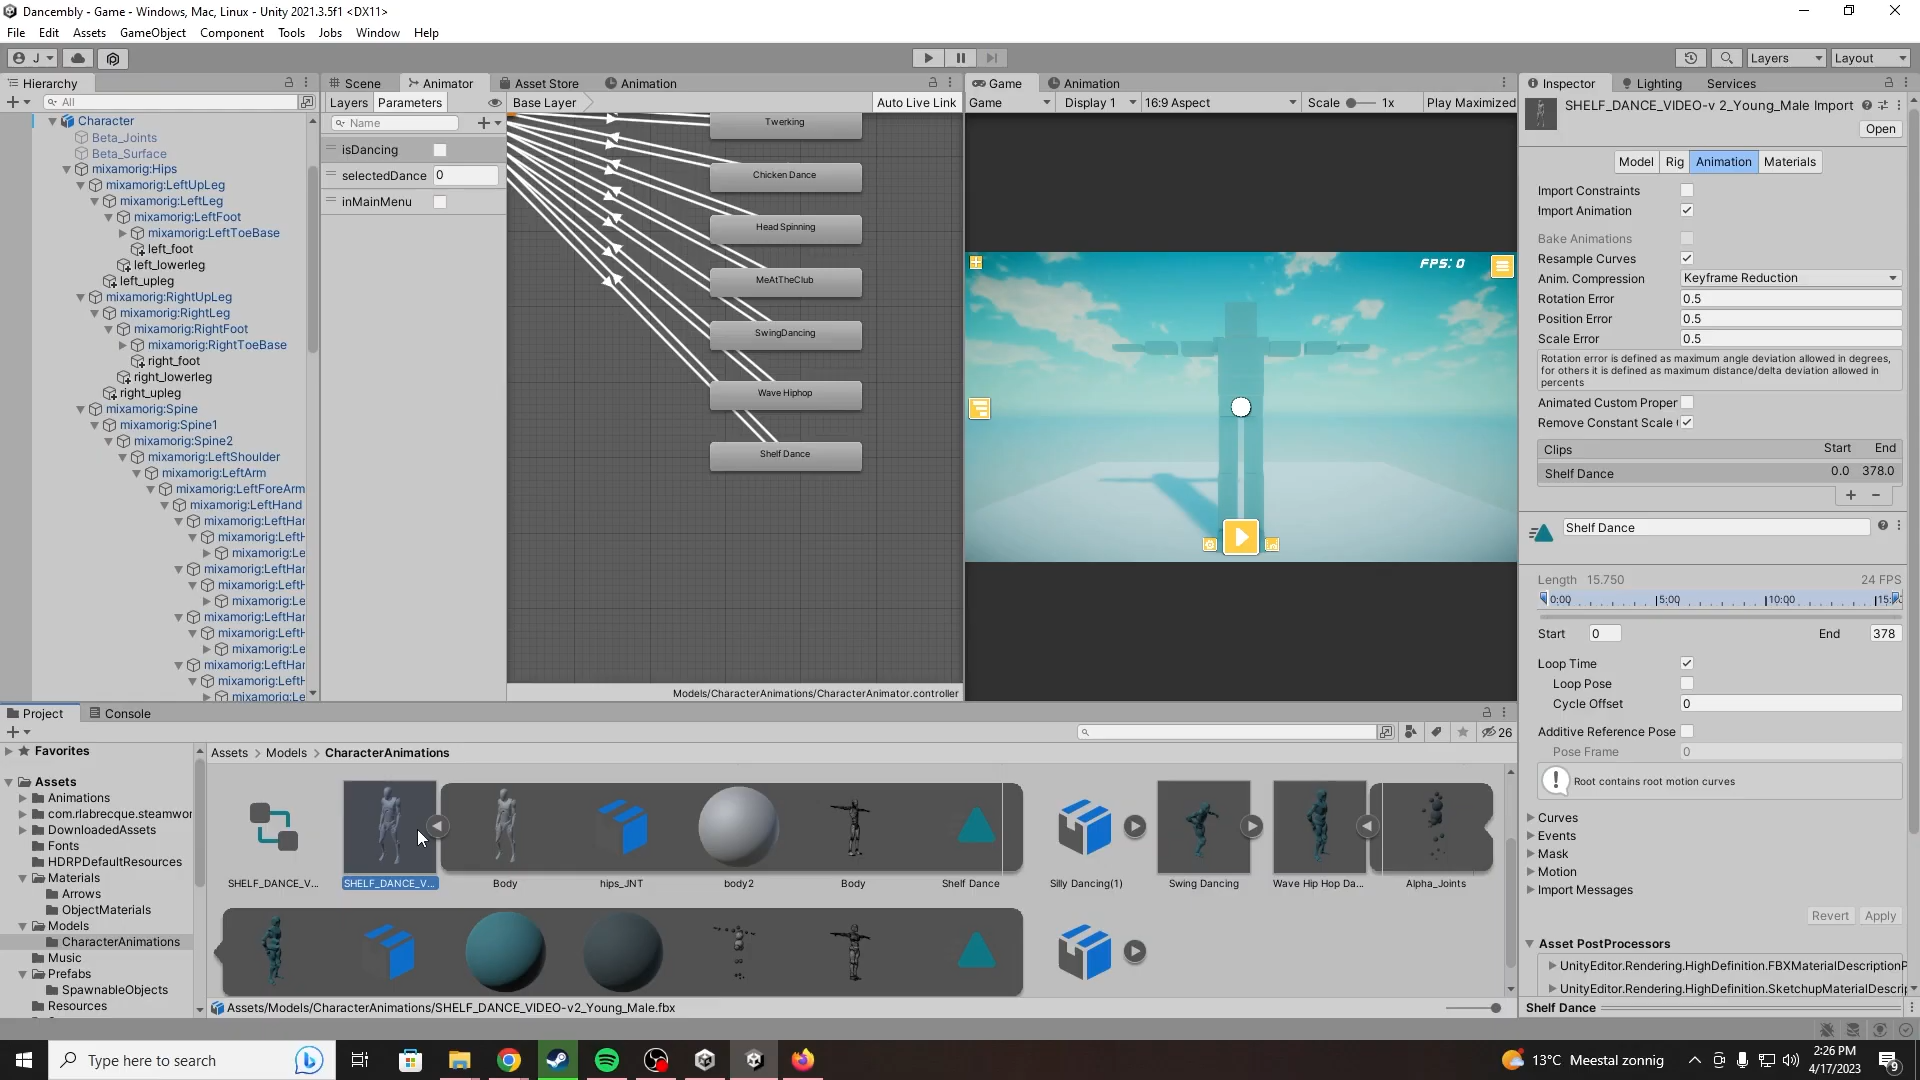 Dancembly - Game - Windows, Mac, Linux - Unity 2021.3.5f1 <DX11>
File Edit Assets GameObject Component Tools Jobs Window Help
J Layers Layout
Hierarchy
All
Character
Beta_Joints
Beta_Surface
mixamorig:Hips
mixamorig:LeftUpLeg
mixamorig:LeftLeg
mixamorig:LeftFoot
mixamorig:LeftToeBase
left_foot
left_lowerleg
left_upleg
mixamorig:RightUpLeg
mixamorig:RightLeg
mixamorig:RightFoot
mixamorig:RightToeBase
right_foot
right_lowerleg
right_upleg
mixamorig:Spine
mixamorig:Spine1
mixamorig:Spine2
mixamorig:LeftShoulder
mixamorig:LeftArm
mixamorig:LeftForeArm
mixamorig:LeftHand
mixamorig:LeftHar
mixamorig:LeftH
mixamorig:Le
mixamorig:LeftHar
mixamorig:LeftH
mixamorig:Le
mixamorig:LeftHar
mixamorig:LeftH
mixamorig:Le
mixamorig:LeftHar
mixamorig:LeftH
mixamorig:Le
Scene Animator Asset Store Animation
Layers Parameters Base Layer Auto Live Link
Name
isDancing
selectedDance 0
inMainMenu
Twerking
Chicken Dance
Head Spinning
MeAtTheClub
SwingDancing
Wave Hiphop
Shelf Dance
Models/CharacterAnimations/CharacterAnimator.controller
Game Animation
Game Display 1 16:9 Aspect Scale 1x Play Maximized
FPS: 0
Inspector Lighting Services
SHELF_DANCE_VIDEO-v 2_Young_Male Import
Open
Model Rig Animation Materials
Import Constraints
Import Animation
Bake Animations
Resample Curves
Anim. Compression Keyframe Reduction
Rotation Error 0.5
Position Error 0.5
Scale Error 0.5
Rotation error is defined as maximum angle deviation allowed in degrees,
for others it is defined as maximum distance/delta deviation allowed in
percents
Animated Custom Proper
Remove Constant Scale
Clips Start End
Shelf Dance 0.0 378.0
Shelf Dance
Length 15.750 24 FPS
0:00 5:00 10:00 15:
Start 0 End 378
Loop Time
Loop Pose
Cycle Offset 0
Additive Reference Pose
Pose Frame 0
Root contains root motion curves
Curves
Events
Mask
Motion
Import Messages
Revert Apply
Asset PostProcessors
UnityEditor.Rendering.HighDefinition.FBXMaterialDescriptionP
UnityEditor.Rendering.HighDefinition.SketchupMaterialDescrip
Shelf Dance
Project Console
26
Favorites
Assets
Animations
com.rlabrecque.steamwor
DownloadedAssets
Fonts
HDRPDefaultResources
Materials
Arrows
ObjectMaterials
Models
CharacterAnimations
Music
Prefabs
SpawnableObjects
Resources
Assets > Models > CharacterAnimations
SHELF_DANCE_V... SHELF_DANCE_V... Body hips_JNT body2 Body Shelf Dance Silly Dancing(1) Swing Dancing Wave Hip Hop Da... Alpha_Joints
Assets/Models/CharacterAnimations/SHELF_DANCE_VIDEO-v2_Young_Male.fbx
Type here to search
13°C Meestal zonnig
2:26 PM
4/17/2023
9